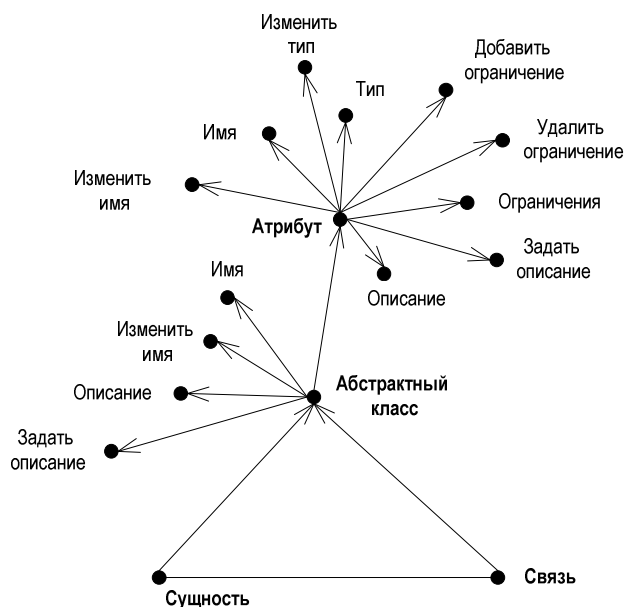 Изменить
тип
Добавить
ограничение
Тип
Имя
Удалить
ограничение
Изменить
имя
Ограничения
Атрибут
Задать
описание
Имя
Описание
Изменить
имя
Абстрактный
класс
Описание
Задать
описание
Связь
Сущность